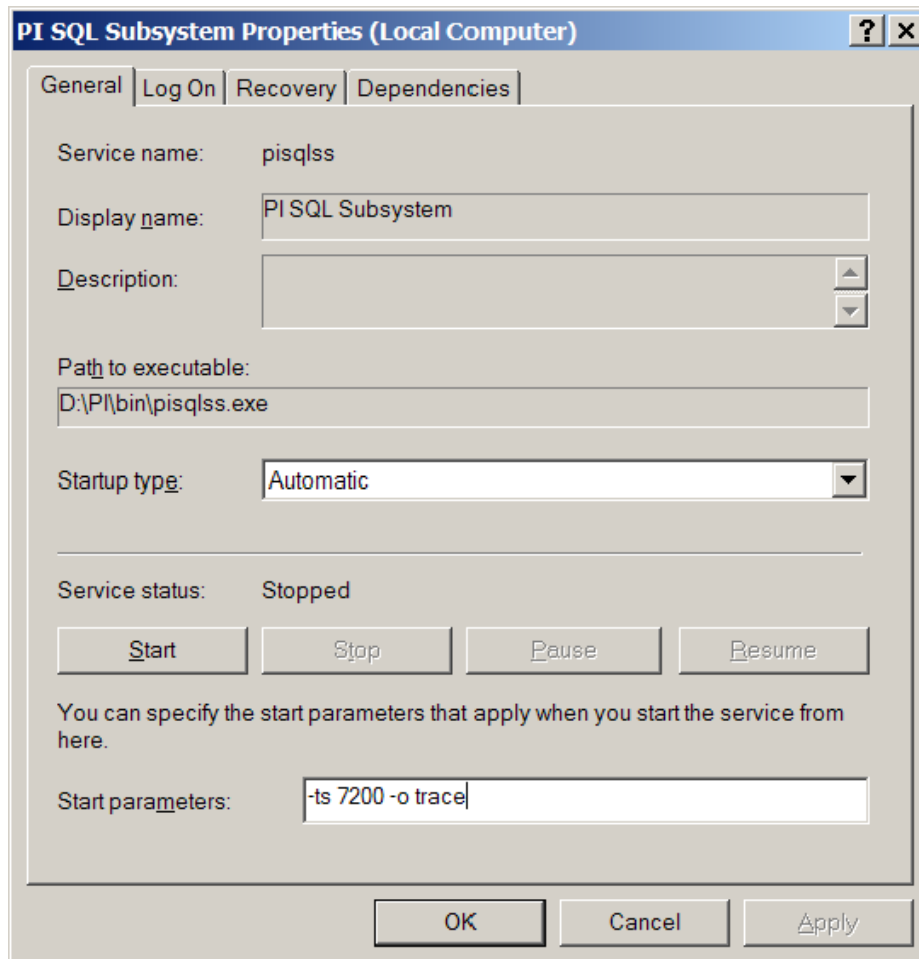 PI SQL Subsystem Properties (Local Computer)
General Log On Recovery Dependencies
Service name: pisqlss
Display name: PI SQL Subsystem
Description:
Path to executable:
D:\PI\bin\pisqlss.exe
Startup type: Automatic
Service status: Stopped
Start Stop Pause Resume
You can specify the start parameters that apply when you start the service from
here.
Start parameters: -ts 7200 -o trace
OK Cancel Apply